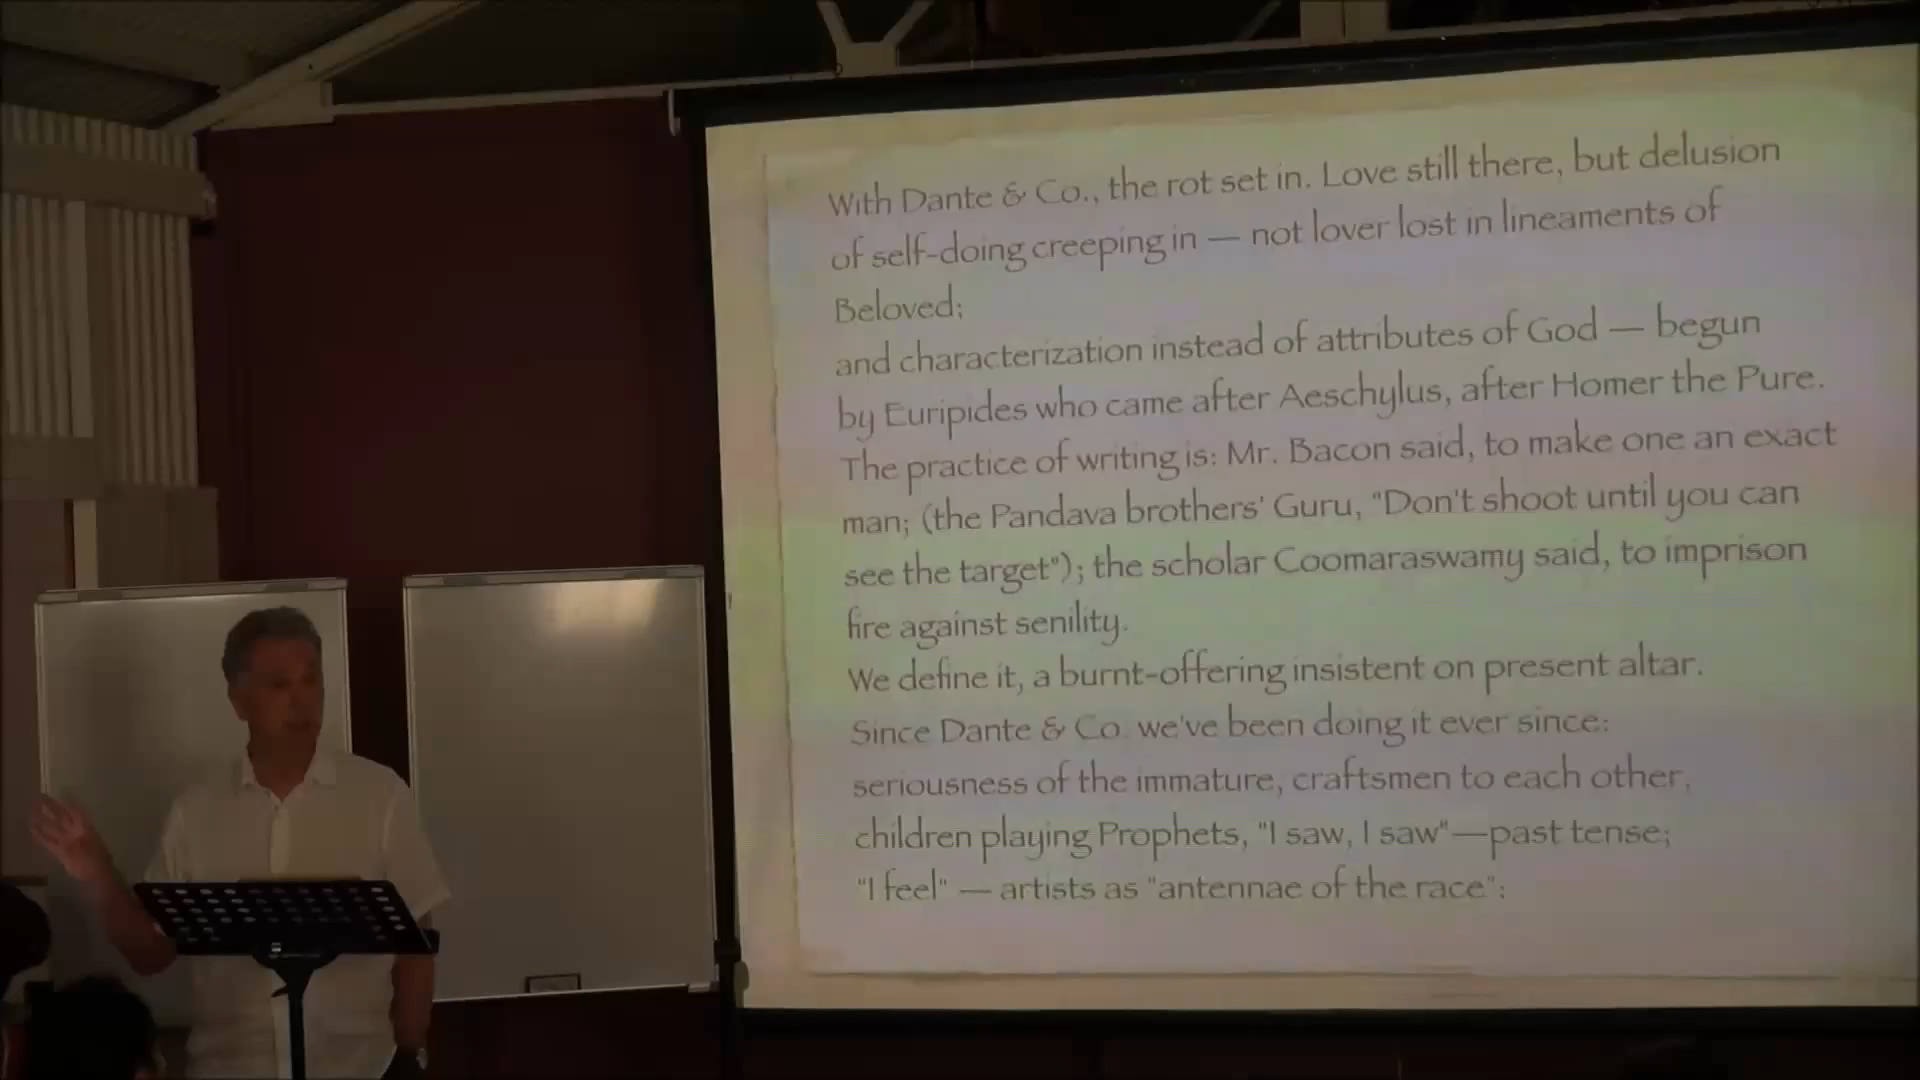 With Dante & Co., the rot set in. Love still there, but delusion
of self-doing creeping in — not lover lost in lineaments of
Beloved;
and characterization instead of attributes of God — begun
by Euripides who came after Aeschylus, after Homer the Pure.
The practice of writing is: Mr. Bacon said, to make one an exact
man; (the Pandava brothers' Guru, "Don't shoot until you can
see the target"); the scholar Coomaraswamy said, to imprison
fire against senility.
We define it, a burnt-offering insistent on present altar.
Since Dante & Co. we've been doing it ever since:
seriousness of the immature, craftsmen to each other,
children playing Prophets, "I saw, I saw"—past tense;
"I feel" — artists as "antennae of the race":